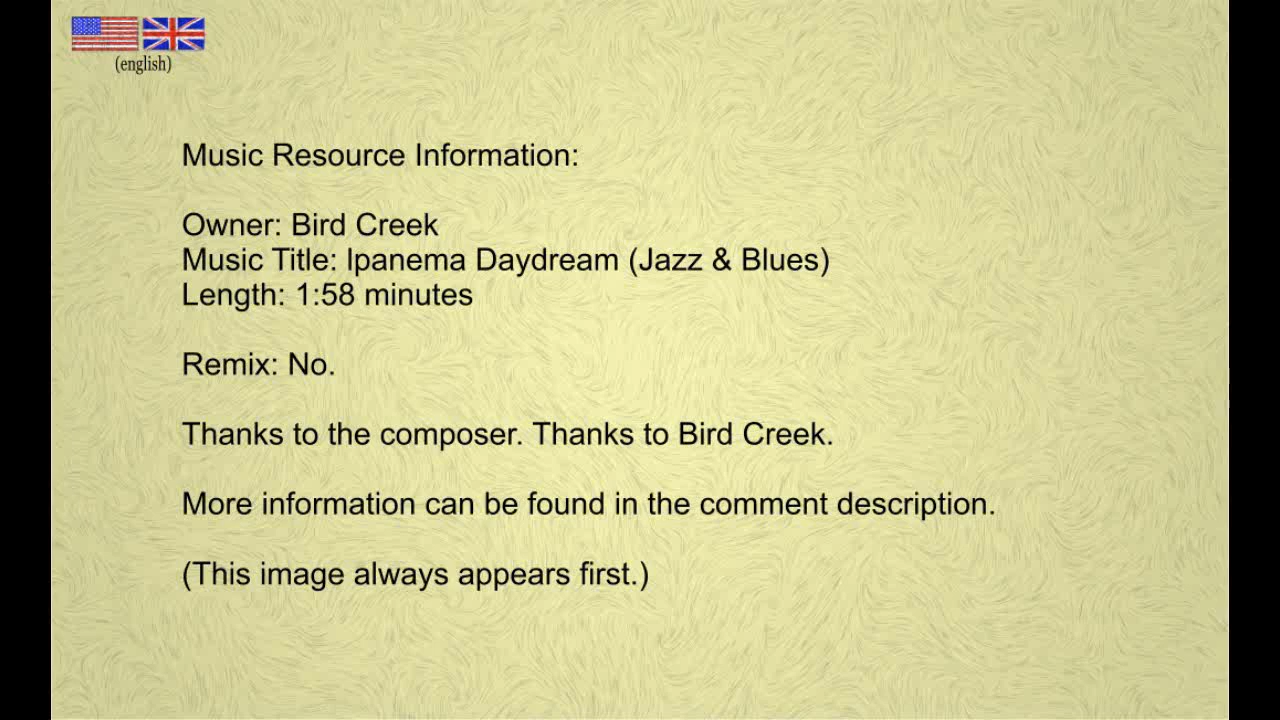 (english)
Music Resource Information:
Owner: Bird Creek
Music Title: Ipanema Daydream (Jazz & Blues)
Length: 1:58 minutes
Remix: No.
Thanks to the composer. Thanks to Bird Creek.
More information can be found in the comment description.
(This image always appears first.)